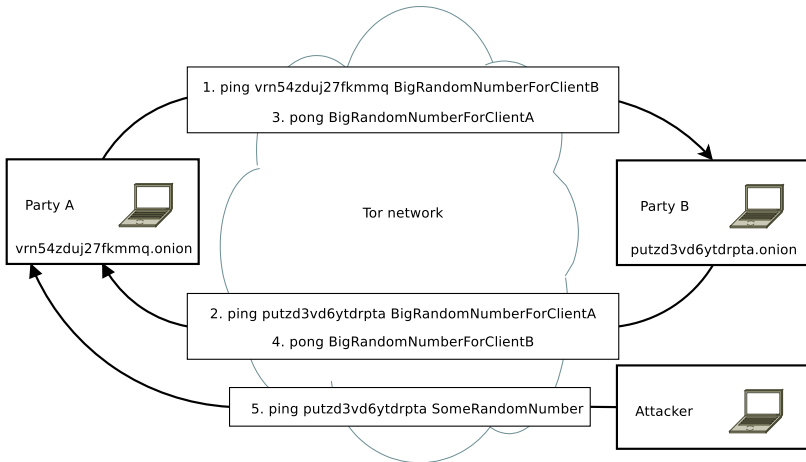 1. ping vrn54zduj27fkmmq BigRandomNumberForClientB
3. pong BigRandomNumberForClientA
Party A
vrn54zduj27fkmmq.onion
Tor network
Party B
putzd3vd6ytdrpta.onion
2. ping putzd3vd6ytdrpta BigRandomNumberForClientA
4. pong BigRandomNumberForClientB
5. ping putzd3vd6ytdrpta SomeRandomNumber
Attacker